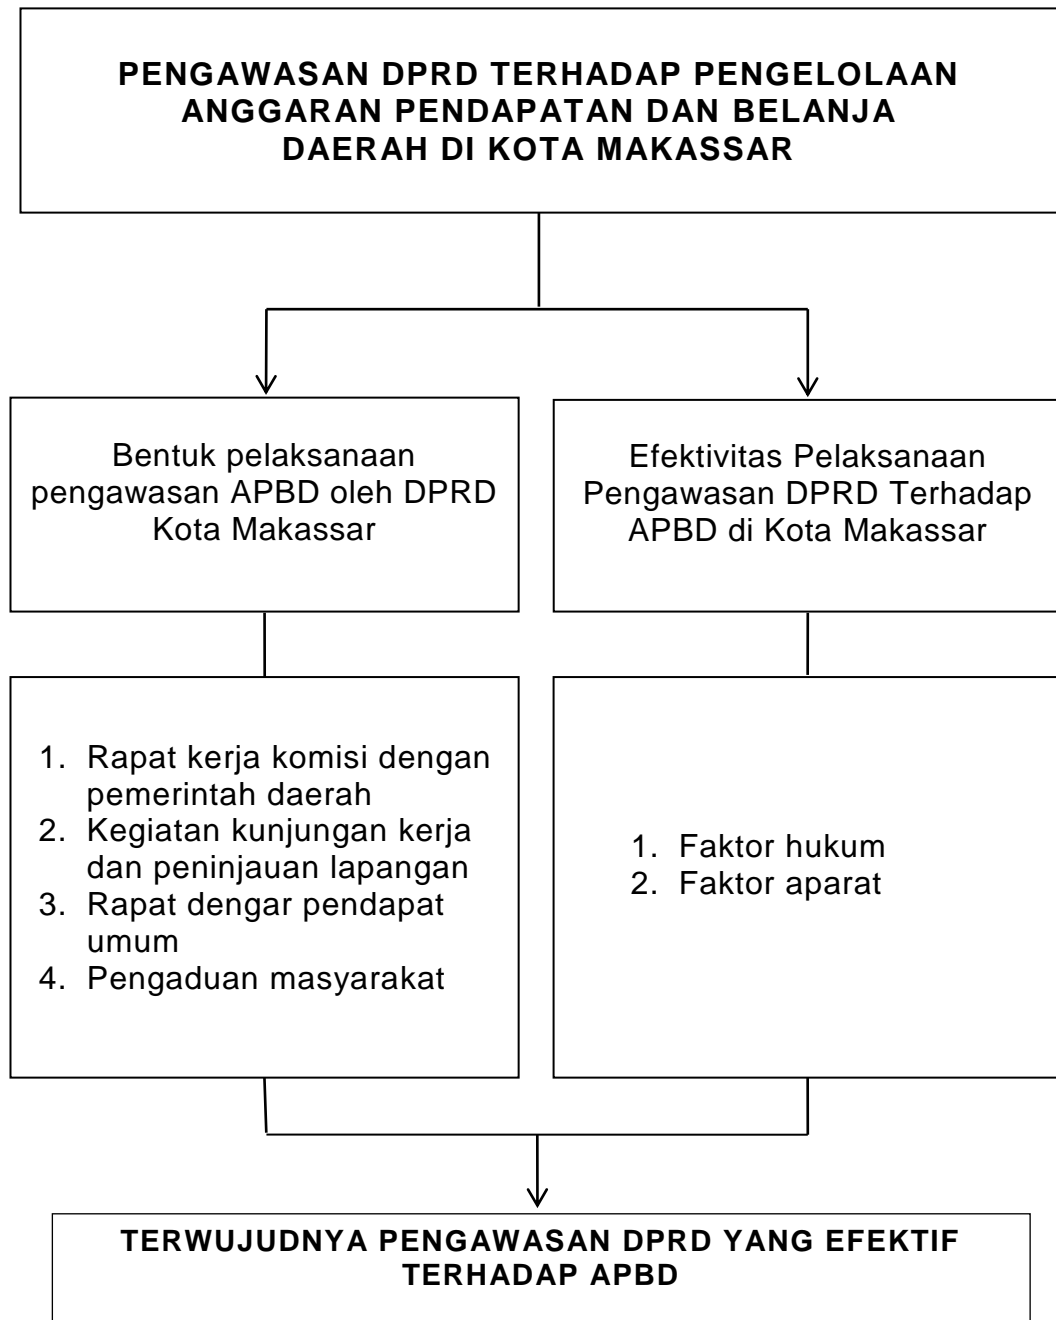 PENGAWASAN DPRD TERHADAP PENGELOLAAN
ANGGARAN PENDAPATAN DAN BELANJA
DAERAH DI KOTA MAKASSAR
Bentuk pelaksanaan
pengawasan APBD oleh DPRD
Kota Makassar
Efektivitas Pelaksanaan
Pengawasan DPRD Terhadap
APBD di Kota Makassar
1. Rapat kerja komisi dengan
pemerintah daerah
2. Kegiatan kunjungan kerja
dan peninjauan lapangan
3. Rapat dengar pendapat
umum
4. Pengaduan masyarakat
1. Faktor hukum
2. Faktor aparat
TERWUJUDNYA PENGAWASAN DPRD YANG EFEKTIF
TERHADAP APBD